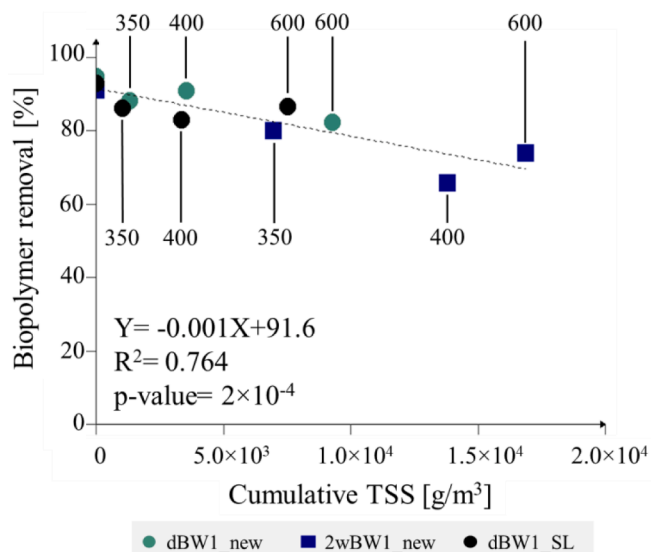 350 400 600 600
100
80
60
40
20
0
350 400 350 400
Y= -0.001X+91.6
R²= 0.764
p-value= 2×10⁻⁴
Biopolymer removal [%]
0 5.0×10³ 1.0×10⁴ 1.5×10⁴ 2.0×10⁴
Cumulative TSS [g/m³]
dBW1_new 2wBW1_new dBW1_SL
600